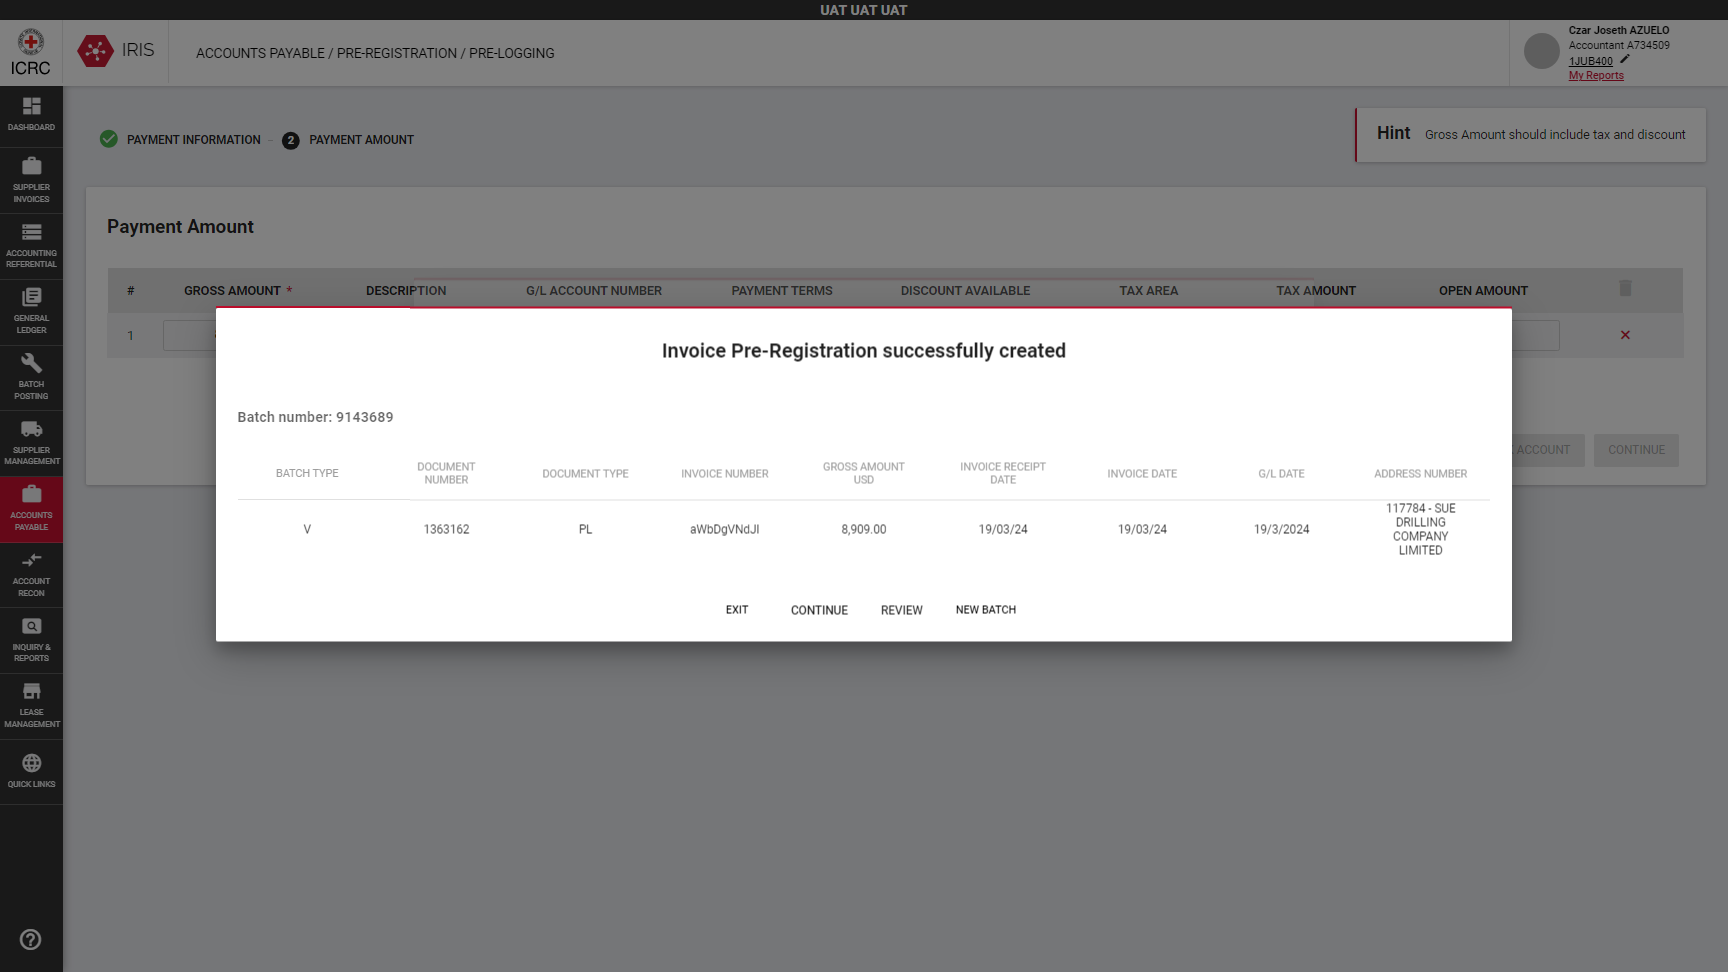 UAT UAT UAT
ICRC
IRIS
ACCOUNTS PAYABLE / PRE-REGISTRATION / PRE-LOGGING
Czar Joseth AZUELO
Accountant A734509
1JUB400
My Reports
DASHBOARD
SUPPLIER
INVOICES
ACCOUNTING
REFERENTIAL
GENERAL
LEDGER
BATCH
POSTING
SUPPLIER
MANAGEMENT
ACCOUNTS
PAYABLE
ACCOUNT
RECON
INQUIRY &
REPORTS
LEASE
MANAGEMENT
QUICK LINKS
PAYMENT INFORMATION 2 PAYMENT AMOUNT
Hint Gross Amount should include tax and discount
Payment Amount
# GROSS AMOUNT * DESCRIPTION G/L ACCOUNT NUMBER PAYMENT TERMS DISCOUNT AVAILABLE TAX AREA TAX AMOUNT OPEN AMOUNT
1
ACCOUNT CONTINUE
Invoice Pre-Registration successfully created
Batch number: 9143689
BATCH TYPE DOCUMENT NUMBER DOCUMENT TYPE INVOICE NUMBER GROSS AMOUNT USD INVOICE RECEIPT DATE INVOICE DATE G/L DATE ADDRESS NUMBER
V 1363162 PL 8,909.00 19/03/24 19/03/24 19/3/2024 117784 - SUE DRILLING COMPANY LIMITED
EXIT CONTINUE REVIEW NEW BATCH